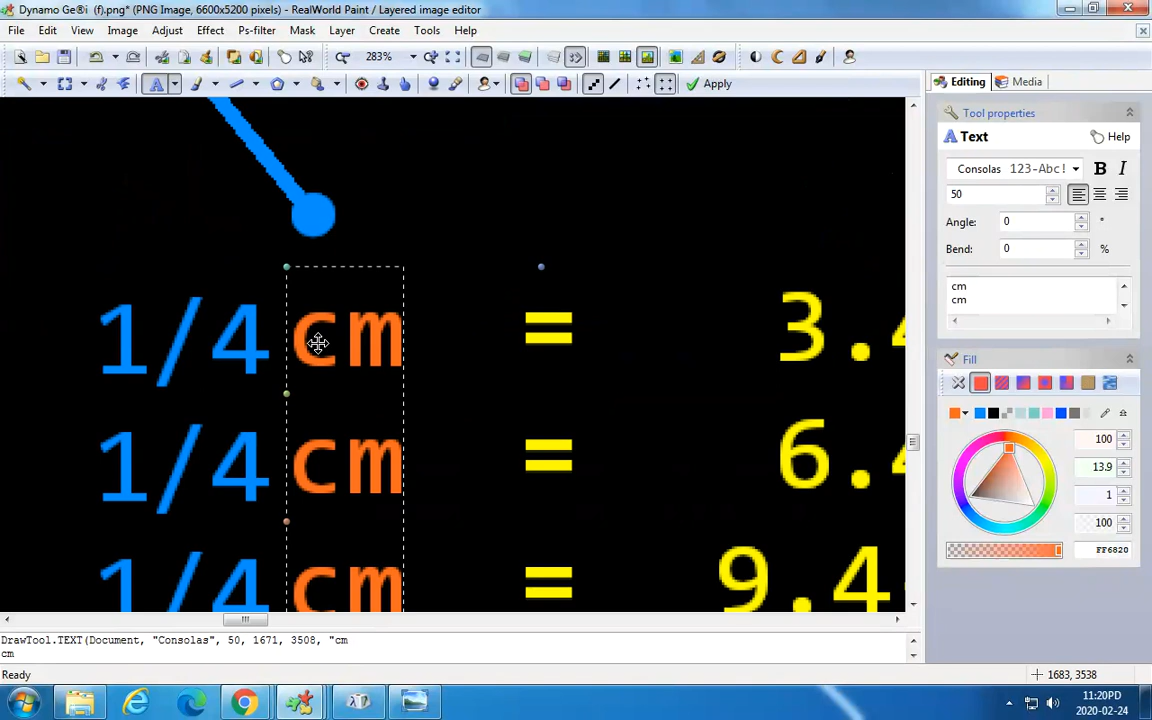 Dynamo Ge®i (f).png* (PNG Image, 6600x5200 pixels) - RealWorld Paint / Layered image editor
File Edit View Image Adjust Effect Ps-filter Mask Layer Create Tools Help
283%
Apply
Editing Media
Tool properties
Text Help
Consolas 123-Abc! B I
50
Angle: 0 °
Bend: 0 %
cm
cm
Fill
100
13.9
1
100
FF6820
1/4 cm = 3.4
1/4 cm = 6.4
1/4 cm = 9.4
DrawTool.TEXT(Document, "Consolas", 50, 1671, 3508, "cm
cm
Ready 1683, 3538
11:20PD
2020-02-24